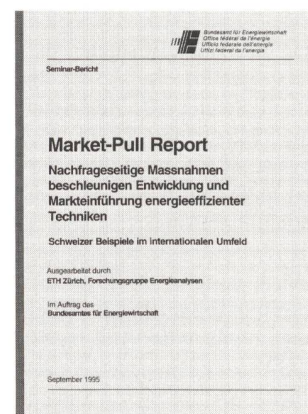 Bundesamt für Energiewirtschaft
Office fédéral de l'énergie
Ufficio federale dell'energia
Uffizi federal da l'energia
Seminar-Bericht
Market-Pull Report
Nachfrageseitige Massnahmen
beschleunigen Entwicklung und
Markteinführung energieeffizienter
Techniken
Schweizer Beispiele im internationalen Umfeld
Ausgearbeitet durch
ETH Zürich, Forschungsgruppe Energieanalysen
Im Auftrag des
Bundesamtes für Energiewirtschaft
September 1995